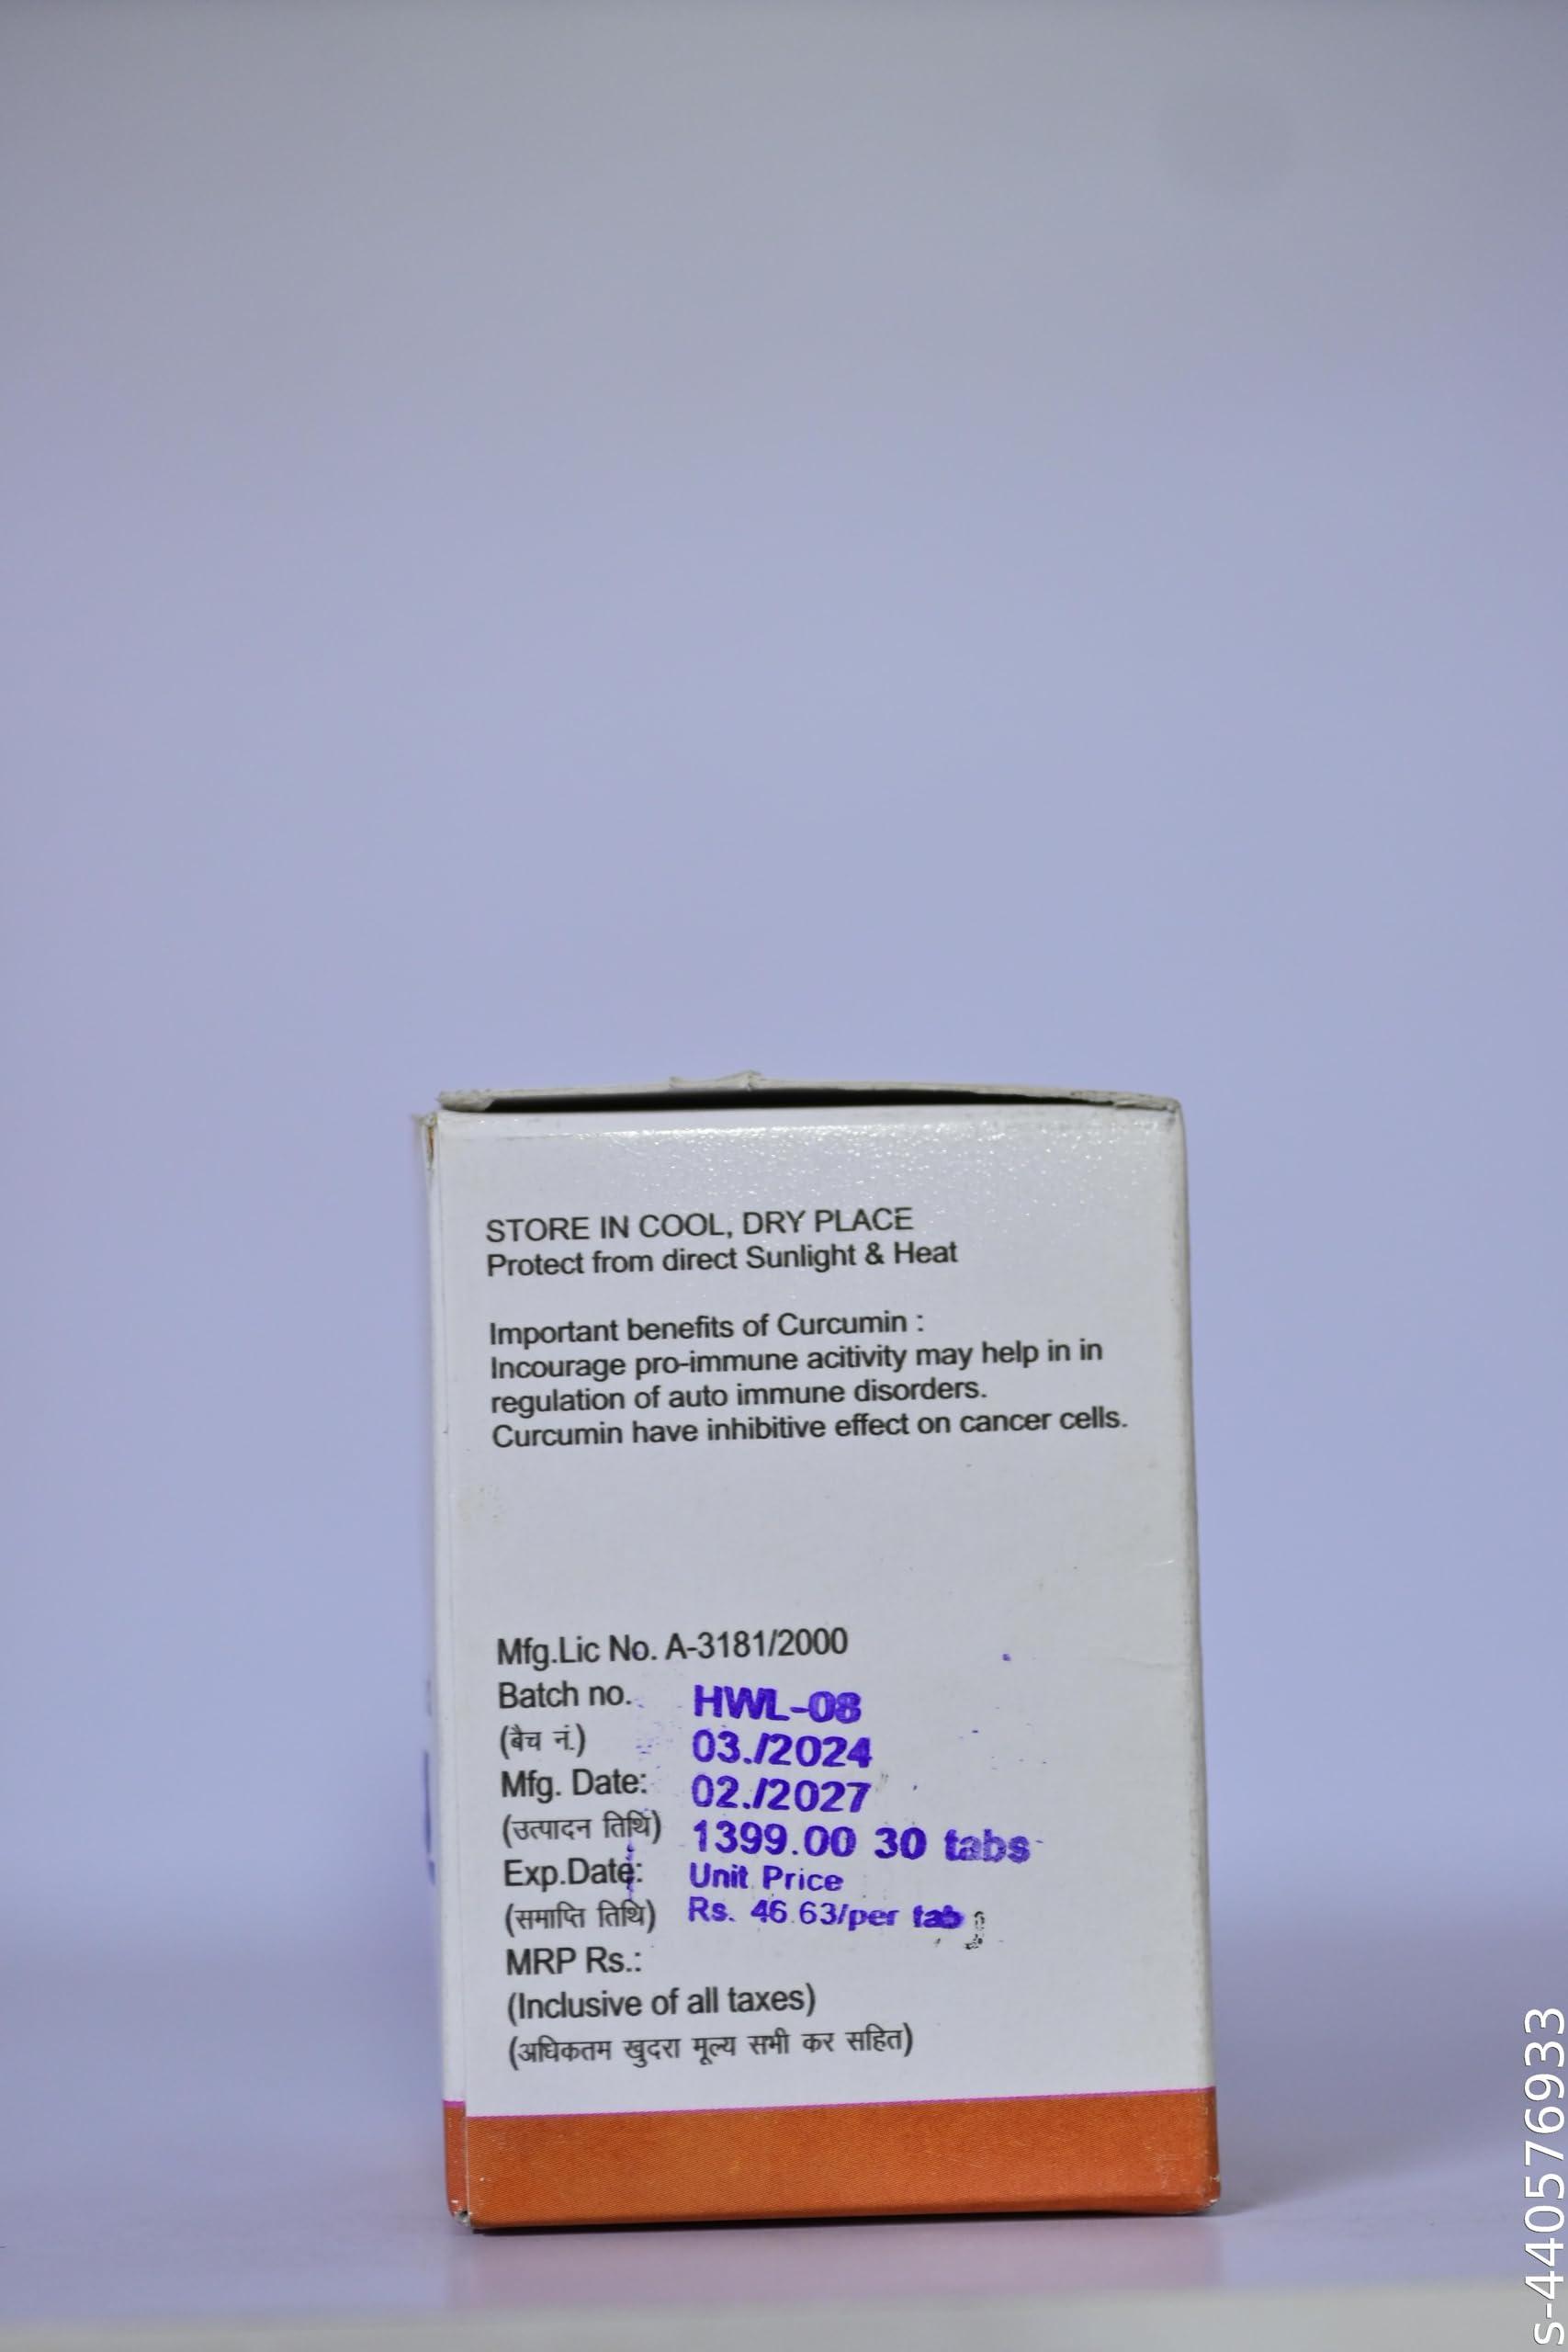 STORE IN COOL, DRY PLACE
Protect from direct Sunlight & Heat
Important benefits of Curcumin :
Incourage pro-immune acitivity may help in in
regulation of auto immune disorders.
Curcumin have inhibitive effect on cancer cells.
Mfg.Lic No. A-3181/2000
Batch no. HWL-08
(बैच नं.) 03./2024
Mfg. Date: 02./2027
(उत्पादन तिथि) 1399.00 30 tabs
Exp.Date: Unit Price
(समाप्ति तिथि) Rs. 46.63/per tab
MRP Rs.:
(Inclusive of all taxes)
(अधिकतम खुदरा मूल्य सभी कर सहित)
s-440576933